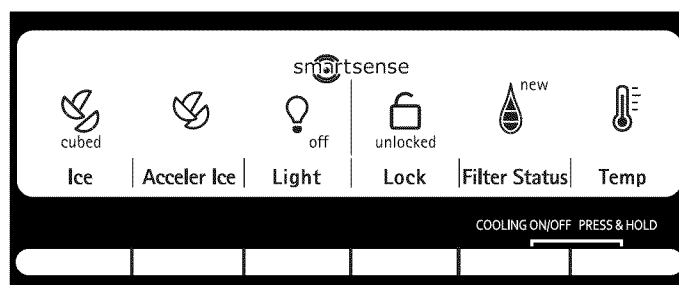 smartsense
new
cubed
off
unlocked
Ice
Acceler Ice
Light
Lock
Filter Status
Temp
COOLING ON/OFF PRESS & HOLD